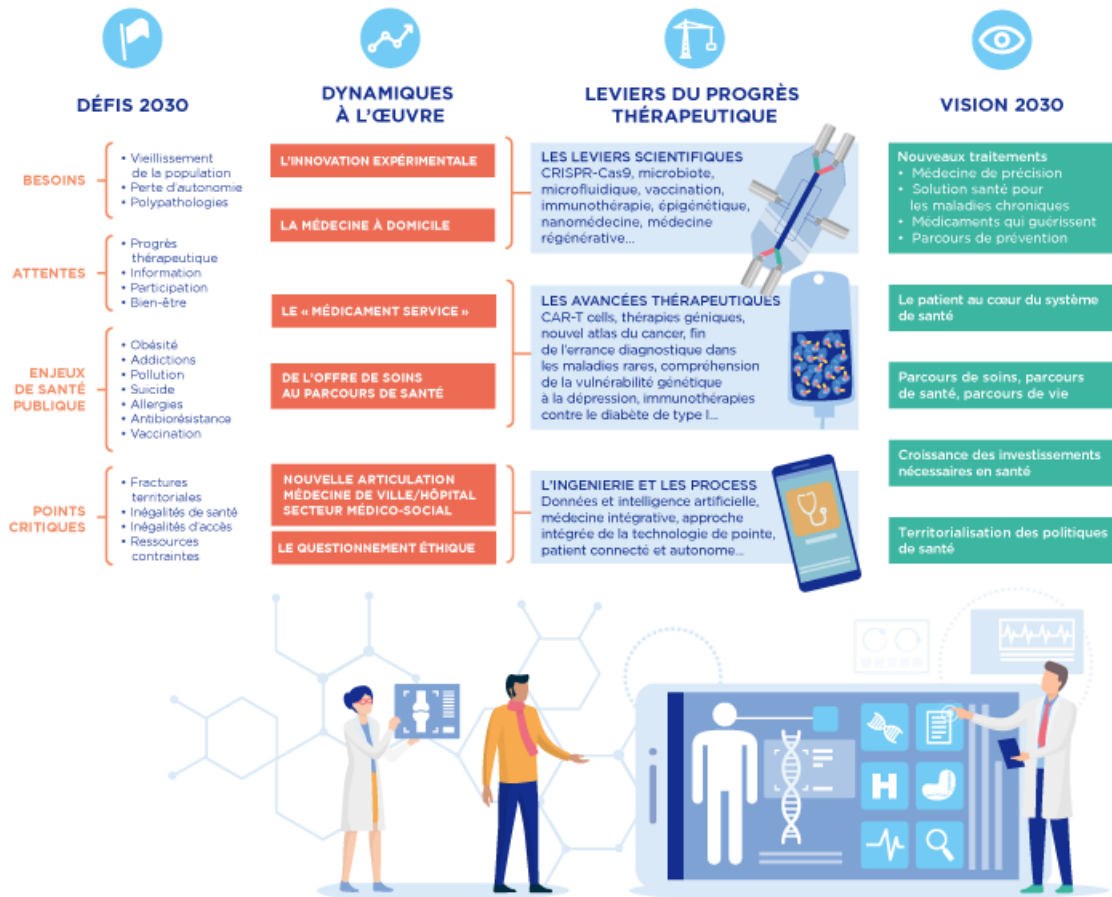 DÉFIS 2030
BESOINS
• Vieillissement
de la population
• Perte d'autonomie
• Polypathologies
ATTENTES
• Progrès
thérapeutique
• Information
• Participation
• Bien-être
ENJEUX
DE SANTÉ
PUBLIQUE
• Obésité
• Addictions
• Pollution
• Suicide
• Allergies
• Antibiorésistance
• Vaccination
POINTS
CRITIQUES
• Fractures
territoriales
• Inégalités de santé
• Inégalités d'accès
• Ressources
contraintes
DYNAMIQUES
À L'ŒUVRE
L'INNOVATION EXPÉRIMENTALE
LA MÉDECINE À DOMICILE
LE « MÉDICAMENT SERVICE »
DE L'OFFRE DE SOINS
AU PARCOURS DE SANTÉ
NOUVELLE ARTICULATION
MÉDECINE DE VILLE/HÔPITAL
SECTEUR MÉDICO-SOCIAL
LE QUESTIONNEMENT ÉTHIQUE
LEVIERS DU PROGRÈS
THÉRAPEUTIQUE
LES LEVIERS SCIENTIFIQUES
CRISPR-Cas9, microbiote,
microfluidique, vaccination,
immunothérapie, épigénétique,
nanomédecine, médecine
régénérative...
LES AVANCÉES THÉRAPEUTIQUES
CAR-T cells, thérapies géniques,
nouvel atlas du cancer, fin
de l'errance diagnostique dans
les maladies rares, compréhension
de la vulnérabilité génétique
à la dépression, immunothérapies
contre le diabète de type I...
L'INGENIERIE ET LES PROCESS
Données et intelligence artificielle,
médecine intégrative, approche
intégrée de la technologie de pointe,
patient connecté et autonome...
VISION 2030
Nouveaux traitements
• Médecine de précision
• Solution santé pour
les maladies chroniques
• Médicaments qui guérissent
• Parcours de prévention
Le patient au cœur du système
de santé
Parcours de soins, parcours
de santé, parcours de vie
Croissance des investissements
nécessaires en santé
Territorialisation des politiques
de santé
H